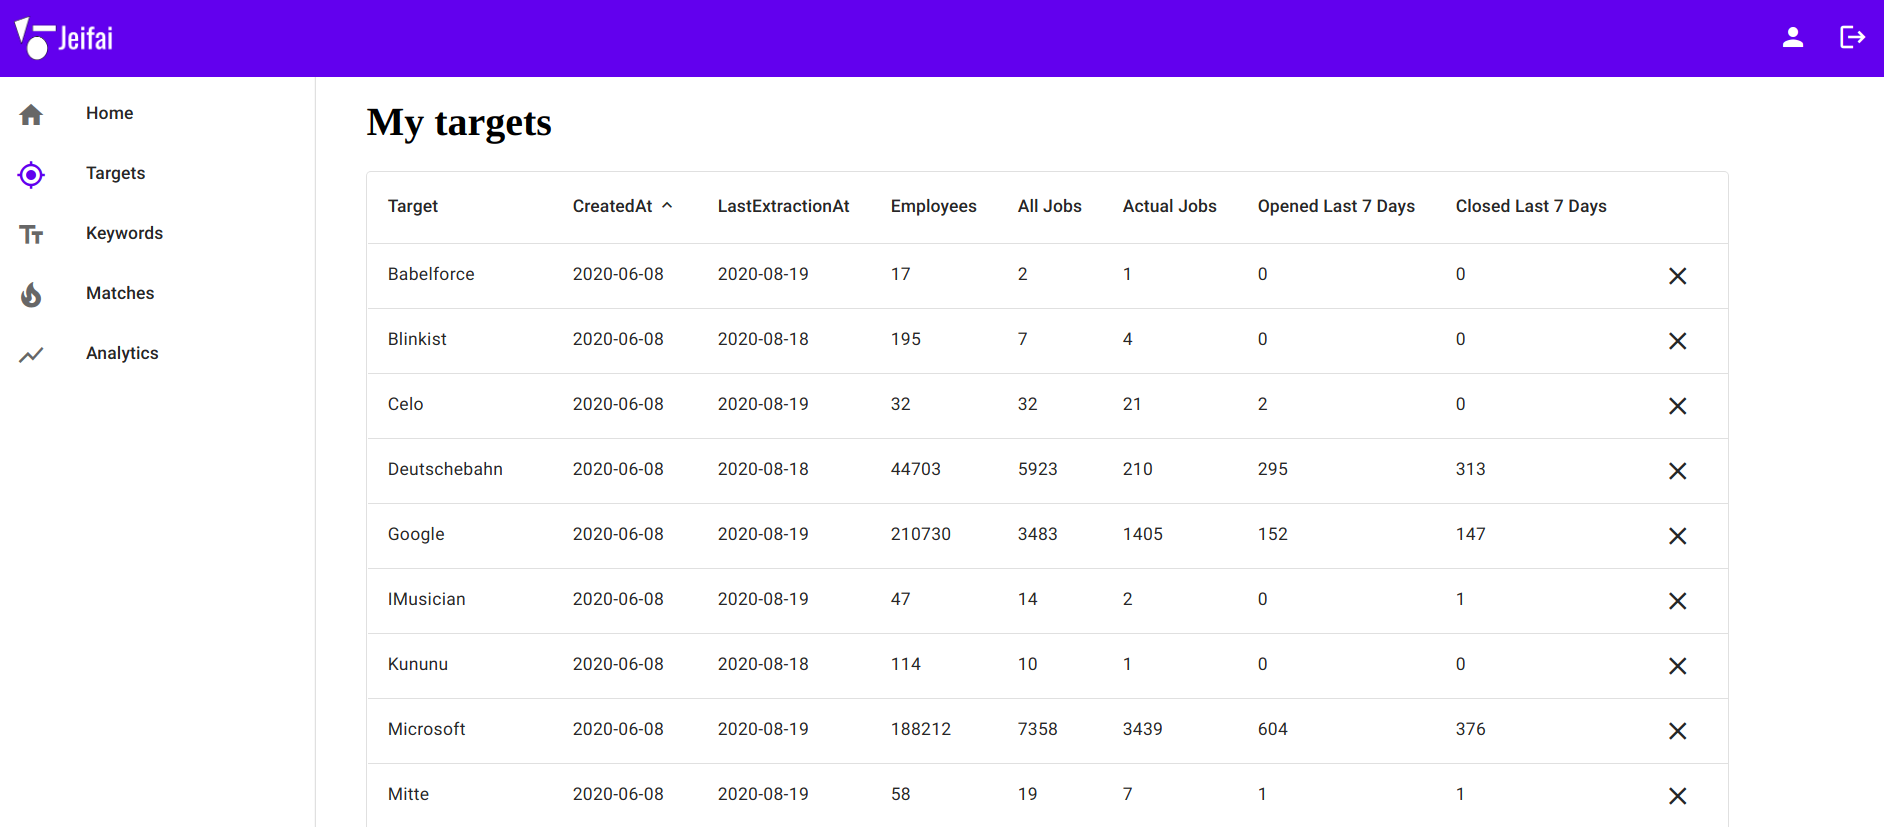 Jeifai
Home
Targets
Keywords
Matches
Analytics
My targets
Target CreatedAt LastExtractionAt Employees All Jobs Actual Jobs Opened Last 7 Days Closed Last 7 Days
Babelforce 2020-06-08 2020-08-19 17 2 1 0 0
Blinkist 2020-06-08 2020-08-18 195 7 4 0 0
Celo 2020-06-08 2020-08-19 32 32 21 2 0
Deutschebahn 2020-06-08 2020-08-18 44703 5923 210 295 313
Google 2020-06-08 2020-08-19 210730 3483 1405 152 147
IMusician 2020-06-08 2020-08-19 47 14 2 0 1
Kununu 2020-06-08 2020-08-18 114 10 1 0 0
Microsoft 2020-06-08 2020-08-19 188212 7358 3439 604 376
Mitte 2020-06-08 2020-08-19 58 19 7 1 1